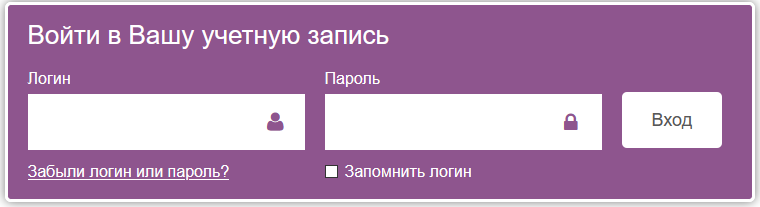 Войти в Вашу учетную запись
Логин
Пароль
Вход
Забыли логин или пароль?
Запомнить логин